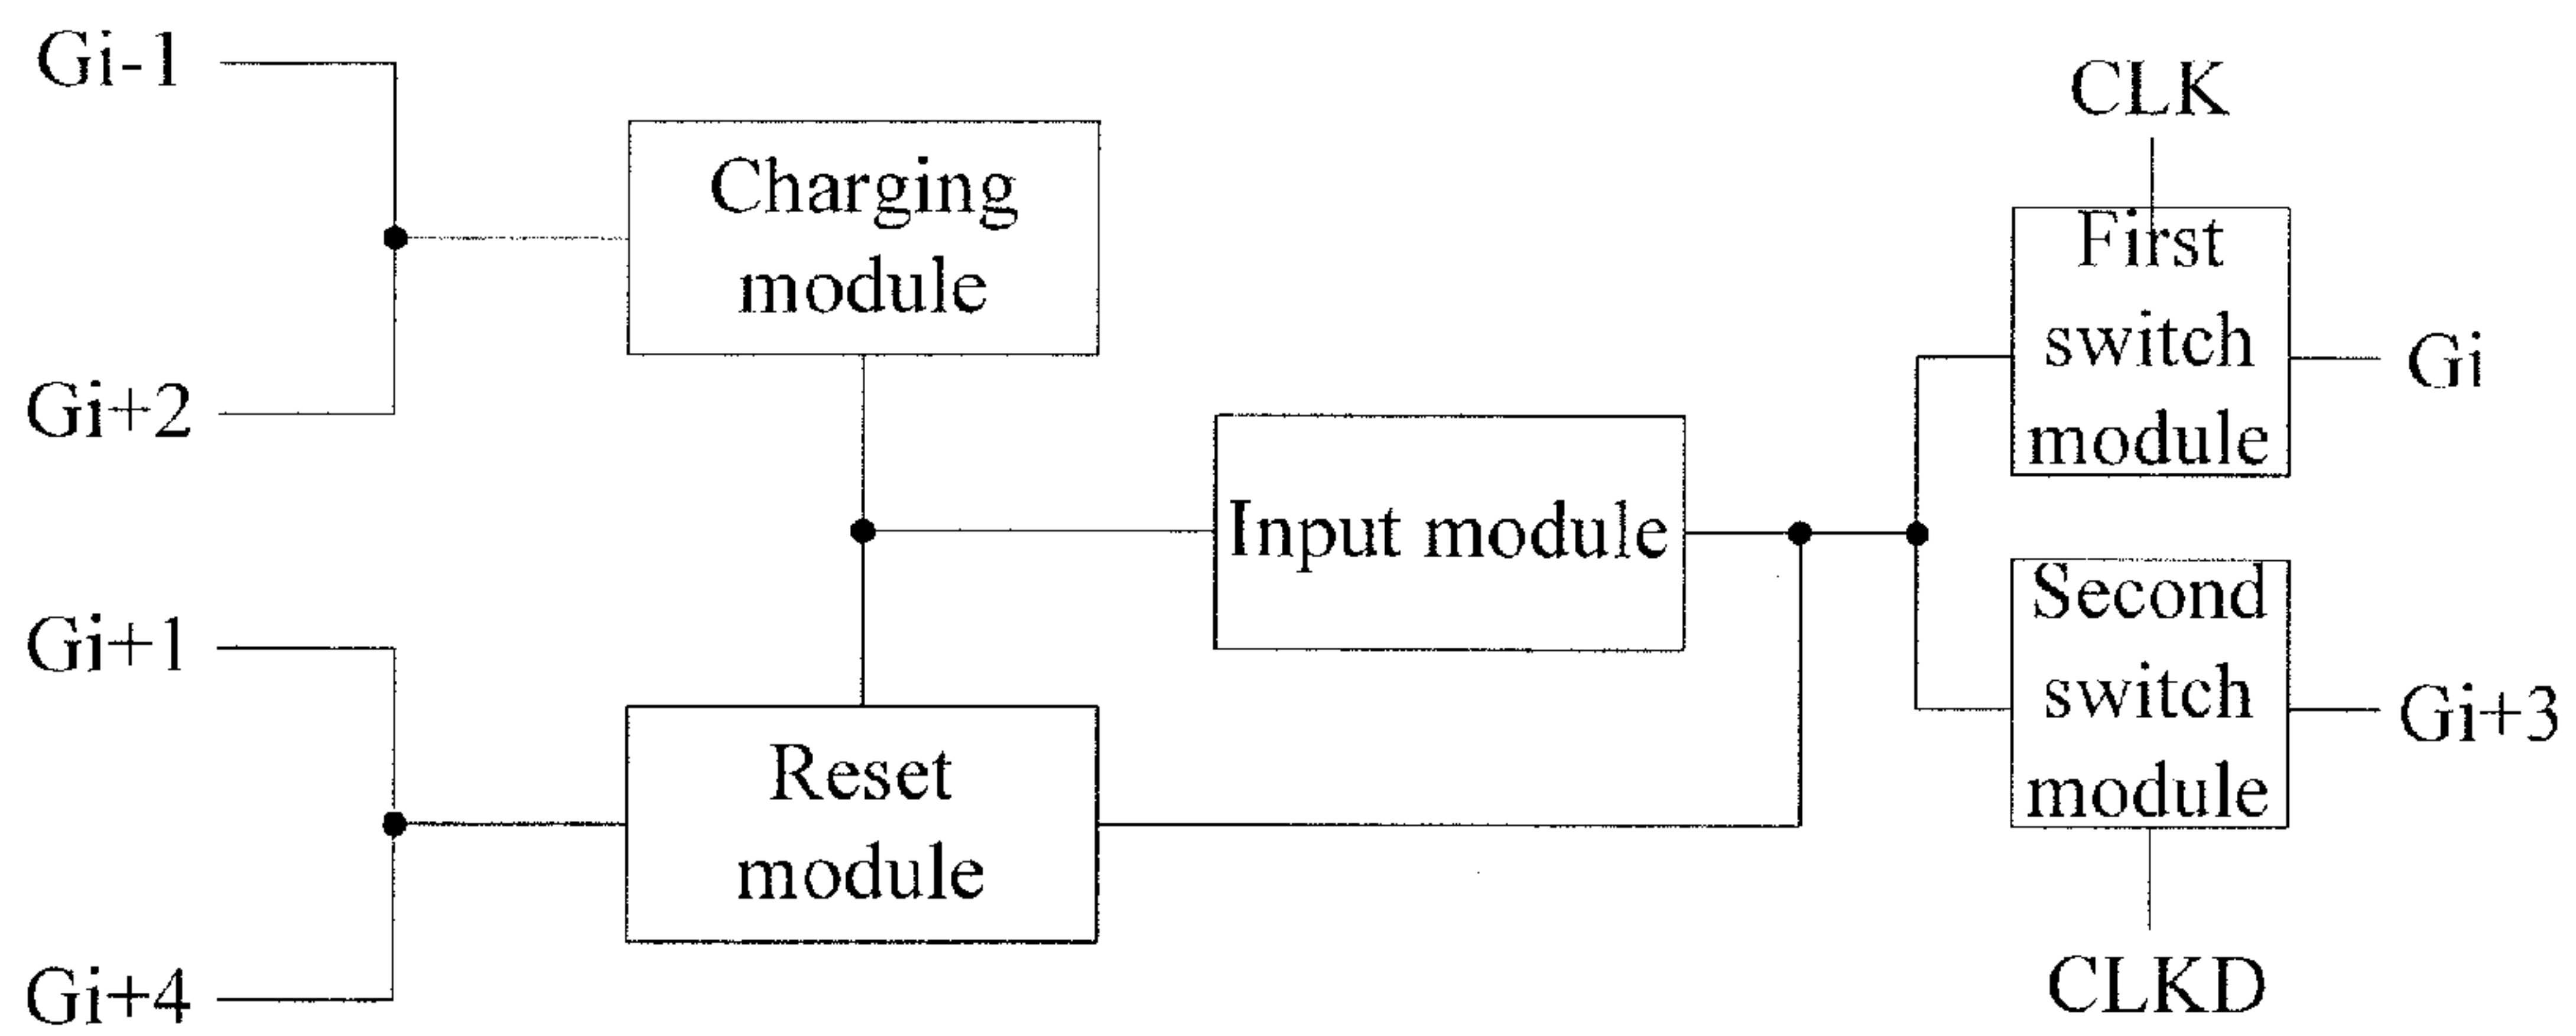 Gi-1
CLK
Charging
module
First
switch
module
Gi
Gi+2
Input module
Gi+1
Second
switch
module
Gi+3
Reset
module
Gi+4
CLKD